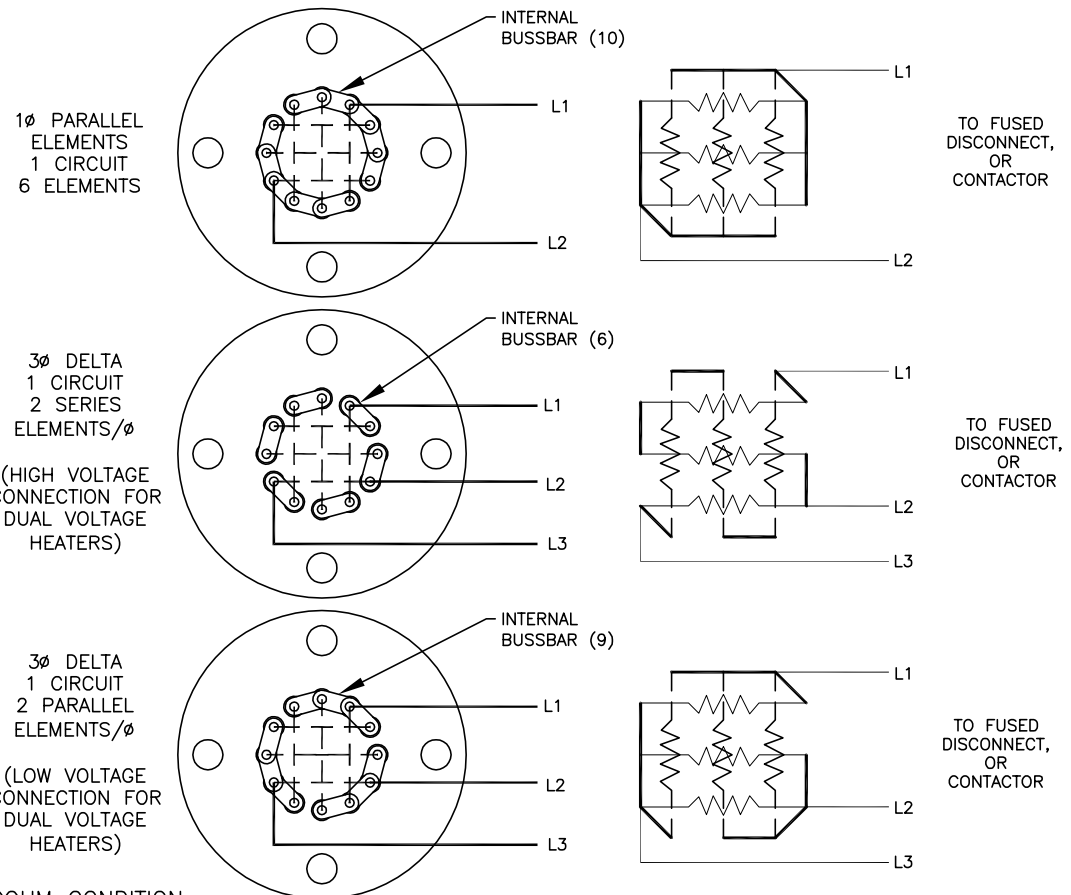 1ø PARALLEL
ELEMENTS
1 CIRCUIT
6 ELEMENTS
INTERNAL
BUSSBAR (10)
L1
L2
L1
L2
TO FUSED
DISCONNECT,
OR
CONTACTOR
3ø DELTA
1 CIRCUIT
2 SERIES
ELEMENTS/ø
(HIGH VOLTAGE
CONNECTION FOR
DUAL VOLTAGE
HEATERS)
INTERNAL
BUSSBAR (6)
L1
L2
L3
L1
L2
L3
TO FUSED
DISCONNECT,
OR
CONTACTOR
3ø DELTA
1 CIRCUIT
2 PARALLEL
ELEMENTS/ø
(LOW VOLTAGE
CONNECTION FOR
DUAL VOLTAGE
HEATERS)
INTERNAL
BUSSBAR (9)
L1
L2
L3
L1
L2
L3
TO FUSED
DISCONNECT,
OR
CONTACTOR
CONDITION